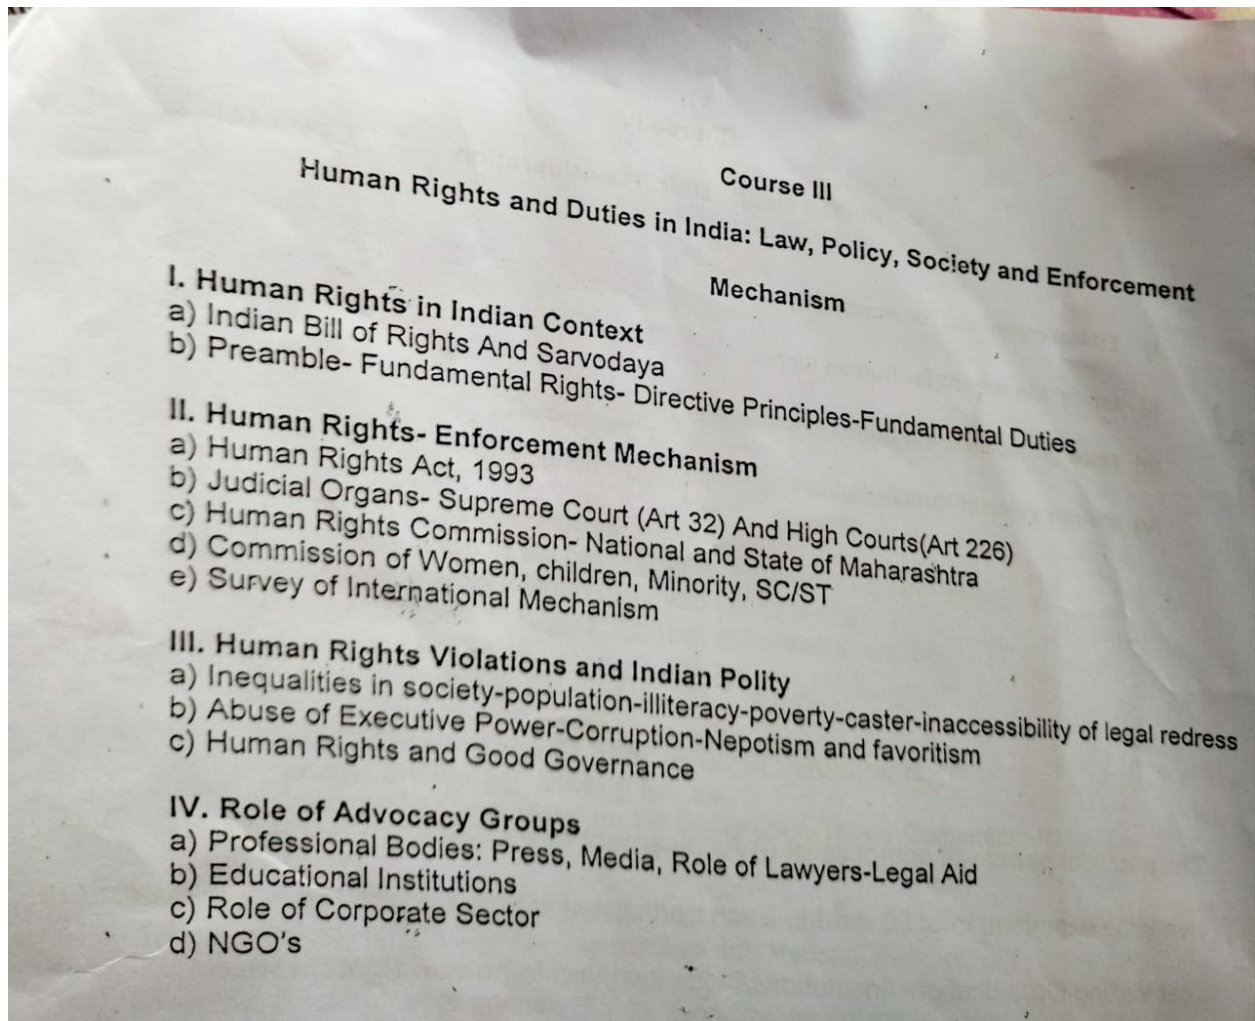 Course III
Human Rights and Duties in India: Law, Policy, Society and Enforcement
Mechanism
I. Human Rights in Indian Context
a) Indian Bill of Rights And Sarvodaya
b) Preamble- Fundamental Rights- Directive Principles-Fundamental Duties
II. Human Rights- Enforcement Mechanism
a) Human Rights Act, 1993
b) Judicial Organs- Supreme Court (Art 32) And High Courts(Art 226)
c) Human Rights Commission- National and State of Maharashtra
d) Commission of Women, children, Minority, SC/ST
e) Survey of International Mechanism
III. Human Rights Violations and Indian Polity
a) Inequalities in society-population-illiteracy-poverty-caster-inaccessibility of legal redress
b) Abuse of Executive Power-Corruption-Nepotism and favoritism
c) Human Rights and Good Governance
IV. Role of Advocacy Groups
a) Professional Bodies: Press, Media, Role of Lawyers-Legal Aid
b) Educational Institutions
c) Role of Corporate Sector
d) NGO's